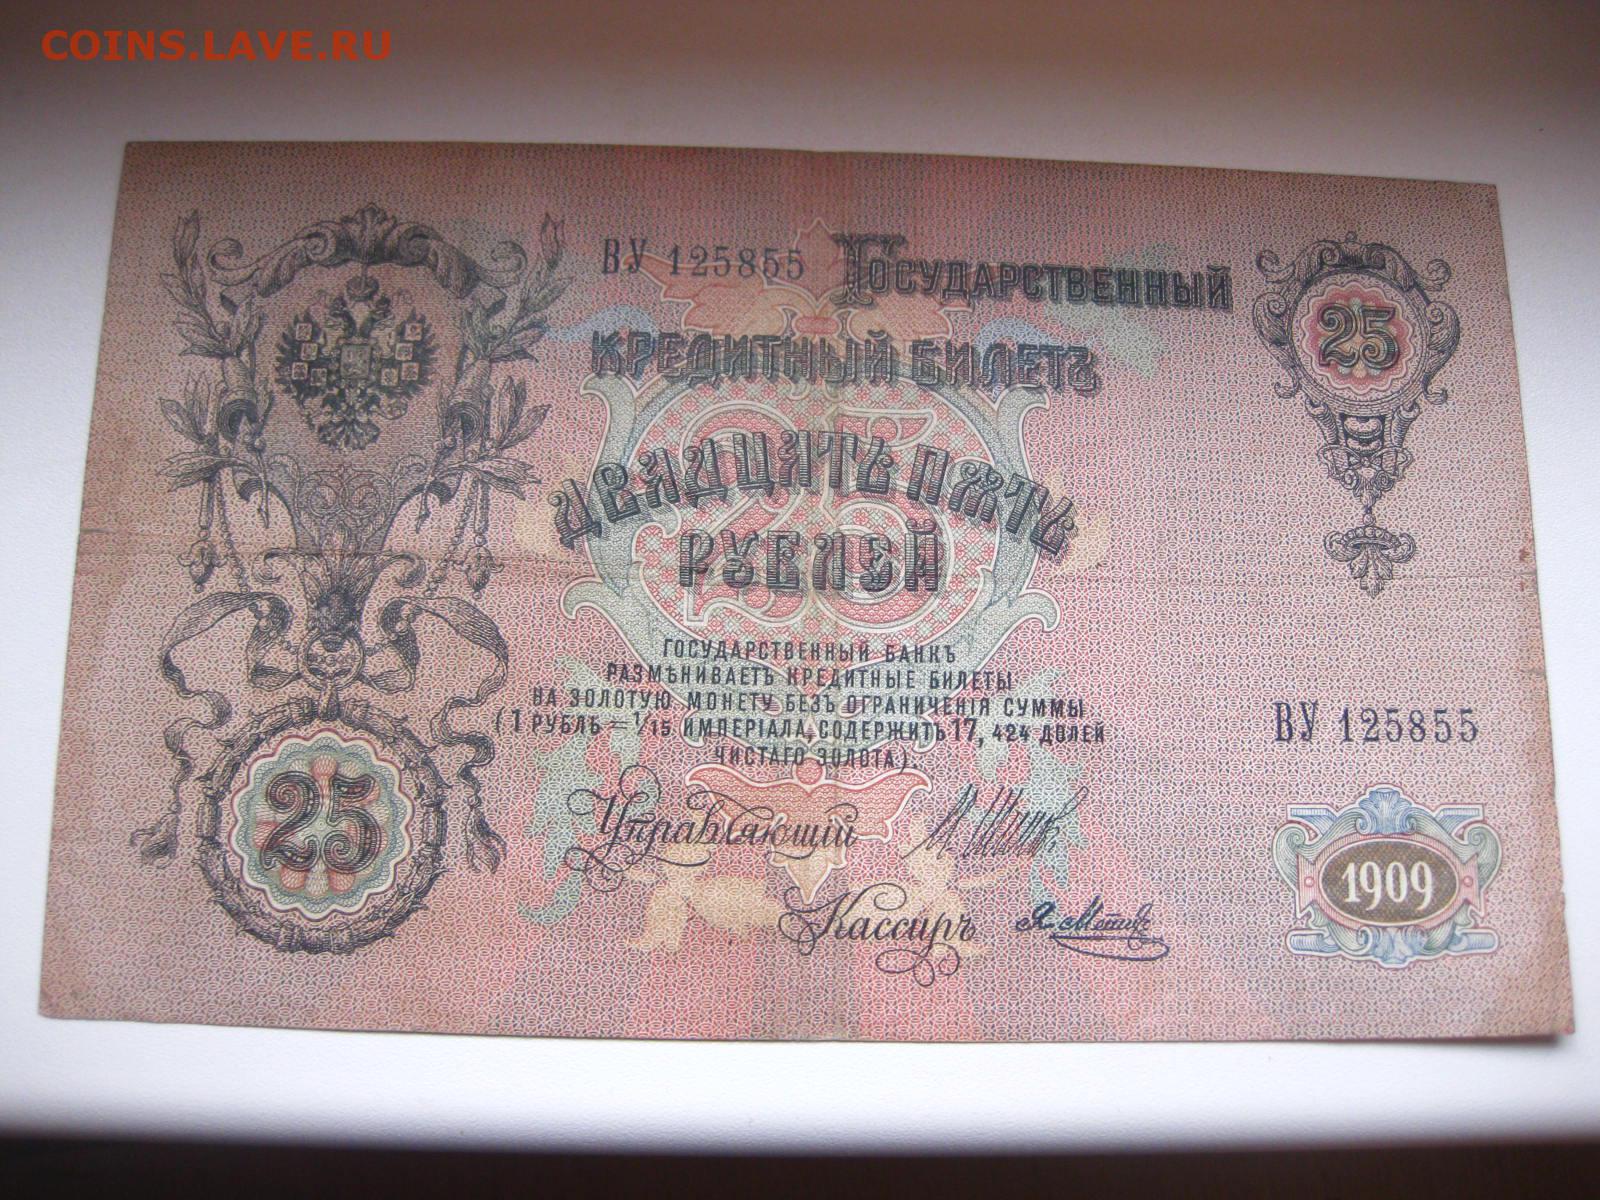 COINS.LAVE.RU
ВУ 125855
Государственный
25
Кредитный Билетъ
25
Двадцать пять
рублей
Государственный Банкъ
размѣниваетъ кредитные билеты
на золотую монету безъ ограниченія суммы
(1 рубль = 1/15 имперіала, содержитъ 17,424 долей
чистаго золота).
ВУ 125855
25
Управляющій
Кассиръ
1909